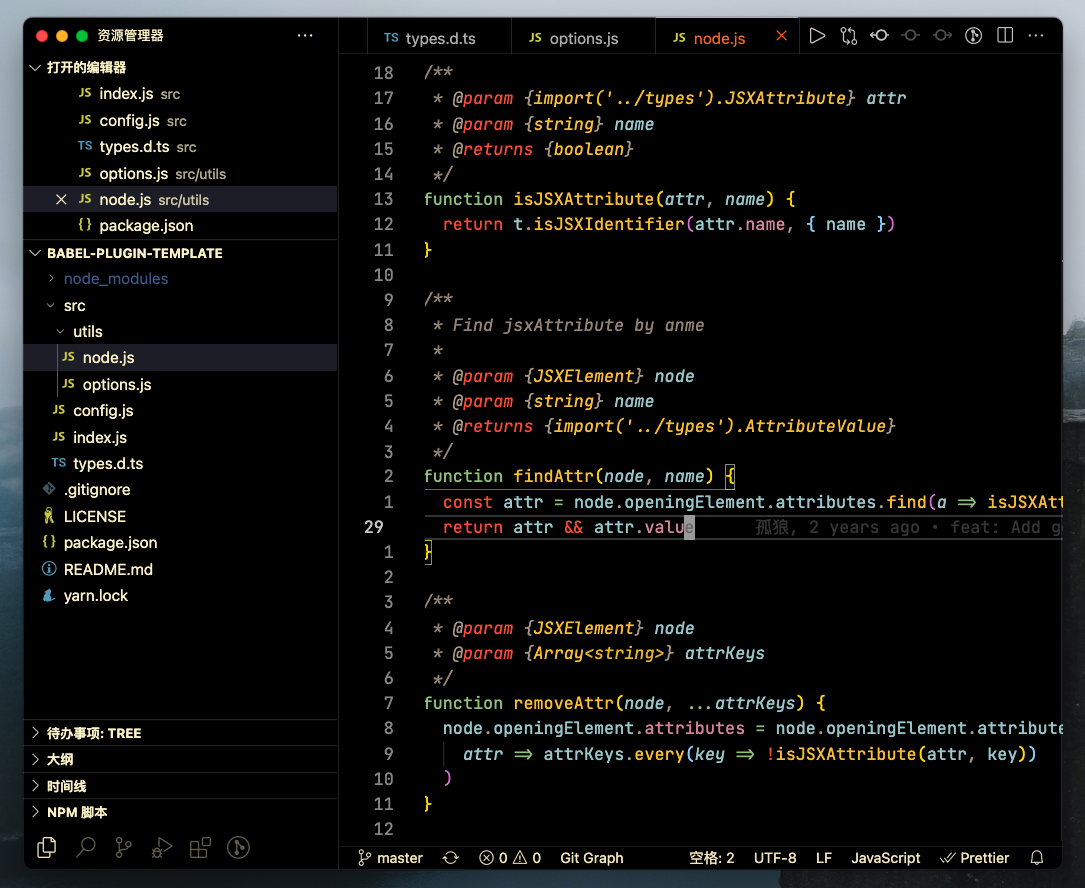 资源管理器 ···
打开的编辑器
JS index.js src
JS config.js src
TS types.d.ts src
JS options.js src/utils
JS node.js src/utils
{} package.json
BABEL-PLUGIN-TEMPLATE
node_modules
src
utils
JS node.js
JS options.js
JS config.js
JS index.js
TS types.d.ts
.gitignore
LICENSE
{} package.json
README.md
yarn.lock
待办事项: TREE
大纲
时间线
NPM 脚本
TS types.d.ts JS options.js JS node.js ···
18 /**
17  * @param {import('../types').JSXAttribute} attr
16  * @param {string} name
15  * @returns {boolean}
14  */
13 function isJSXAttribute(attr, name) {
12   return t.isJSXIdentifier(attr.name, { name })
11 }
10
9 /**
8  * Find jsxAttribute by anme
7  *
6  * @param {JSXElement} node
5  * @param {string} name
4  * @returns {import('../types').AttributeValue}
3  */
2 function findAttr(node, name) {
1   const attr = node.openingElement.attributes.find(a => isJSXAtt
29   return attr && attr.value 孤狼, 2 years ago • feat: Add g
1 }
2
3 /**
4  * @param {JSXElement} node
5  * @param {Array<string>} attrKeys
6  */
7 function removeAttr(node, ...attrKeys) {
8   node.openingElement.attributes = node.openingElement.attribute
9     attr => attrKeys.every(key => !isJSXAttribute(attr, key))
10   )
11 }
12
master 0 0 Git Graph 空格: 2 UTF-8 LF JavaScript Prettier